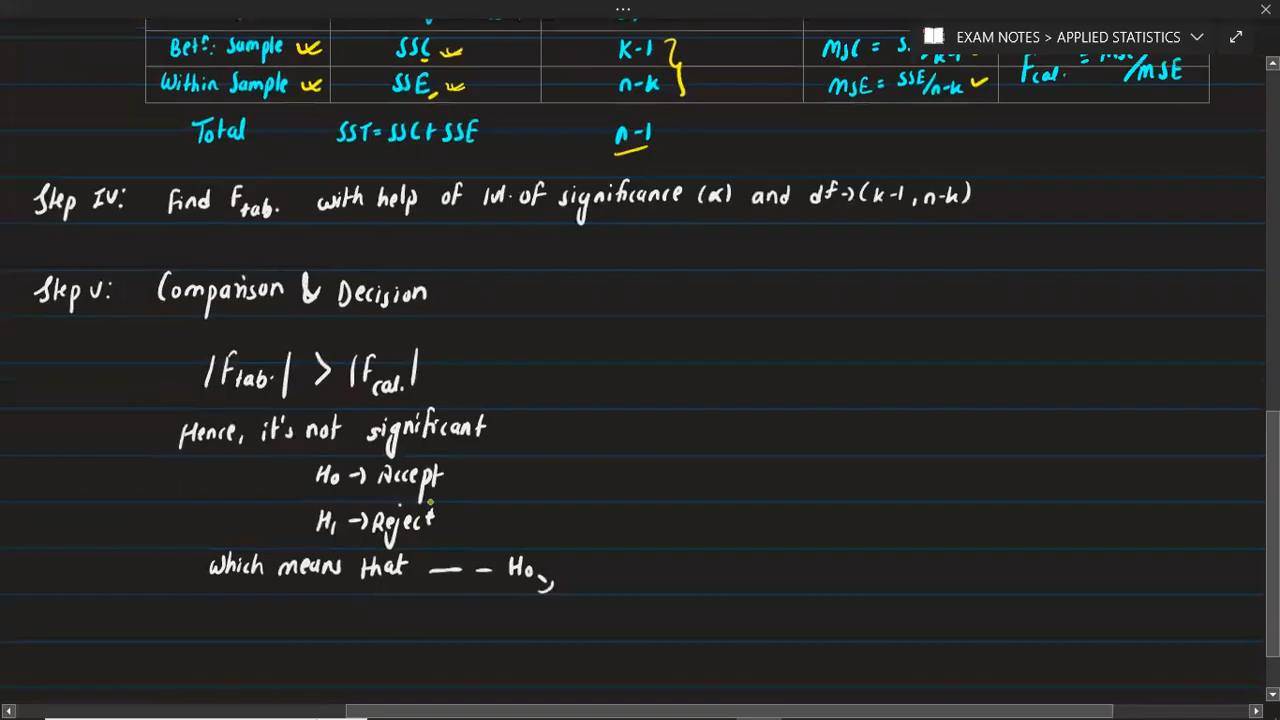 EXAM NOTES > APPLIED STATISTICS
Betⁿ. Sample SSC K-1 MSC =
Within Sample SSE n-k MSE = SSE/n-k Fcal. = /MSE
Total SST = SSC + SSE n-1
Step IV: Find Ftab. with help of lvl. of significance (α) and df→(k-1, n-k)
Step V: Comparison & Decision
|Ftab.| > |Fcal.|
Hence, it's not significant
H₀ → Accept
H₁ → Reject
which means that — – H₀